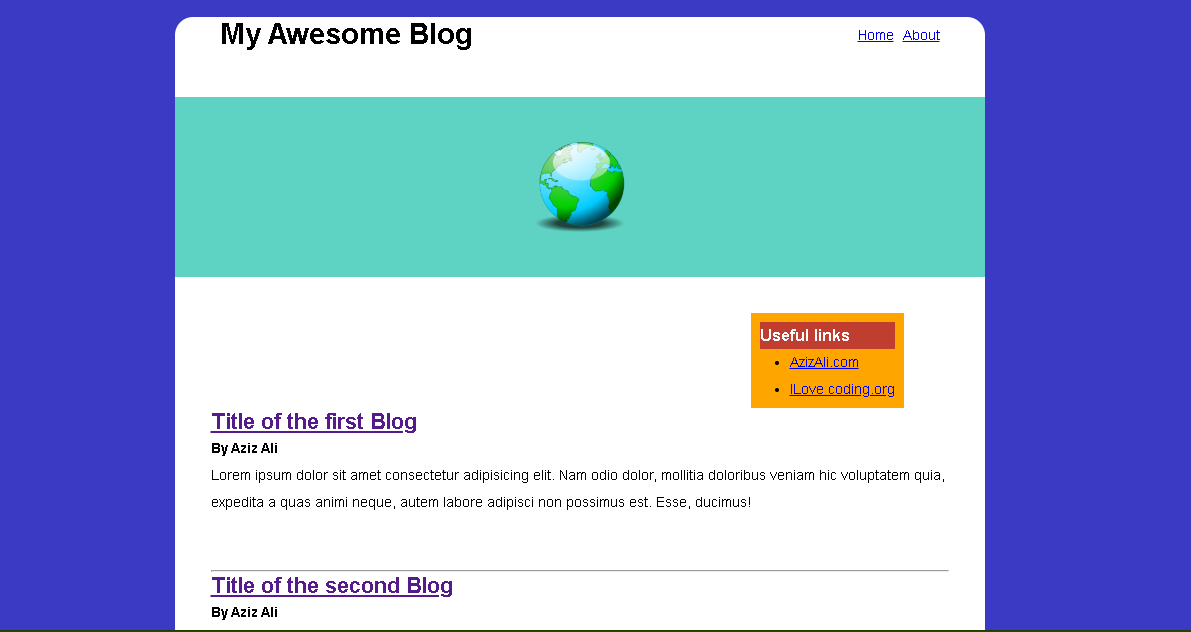 My Awesome Blog
Home About
Useful links
AzizAli.com
ILove coding.org
Title of the first Blog
By Aziz Ali
Lorem ipsum dolor sit amet consectetur adipisicing elit. Nam odio dolor, mollitia doloribus veniam hic voluptatem quia,
expedita a quas animi neque, autem labore adipisci non possimus est. Esse, ducimus!
Title of the second Blog
By Aziz Ali